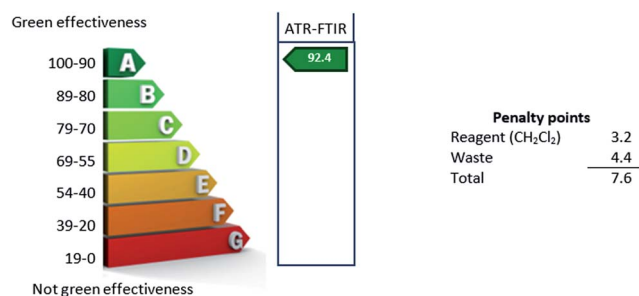 Green effectiveness
ATR-FTIR
100-90 A 92.4
89-80 B
79-70 C
69-55 D
54-40 E
39-20 F
19-0 G
Not green effectiveness
Penalty points
Reagent (CH₂Cl₂) 3.2
Waste 4.4
Total 7.6